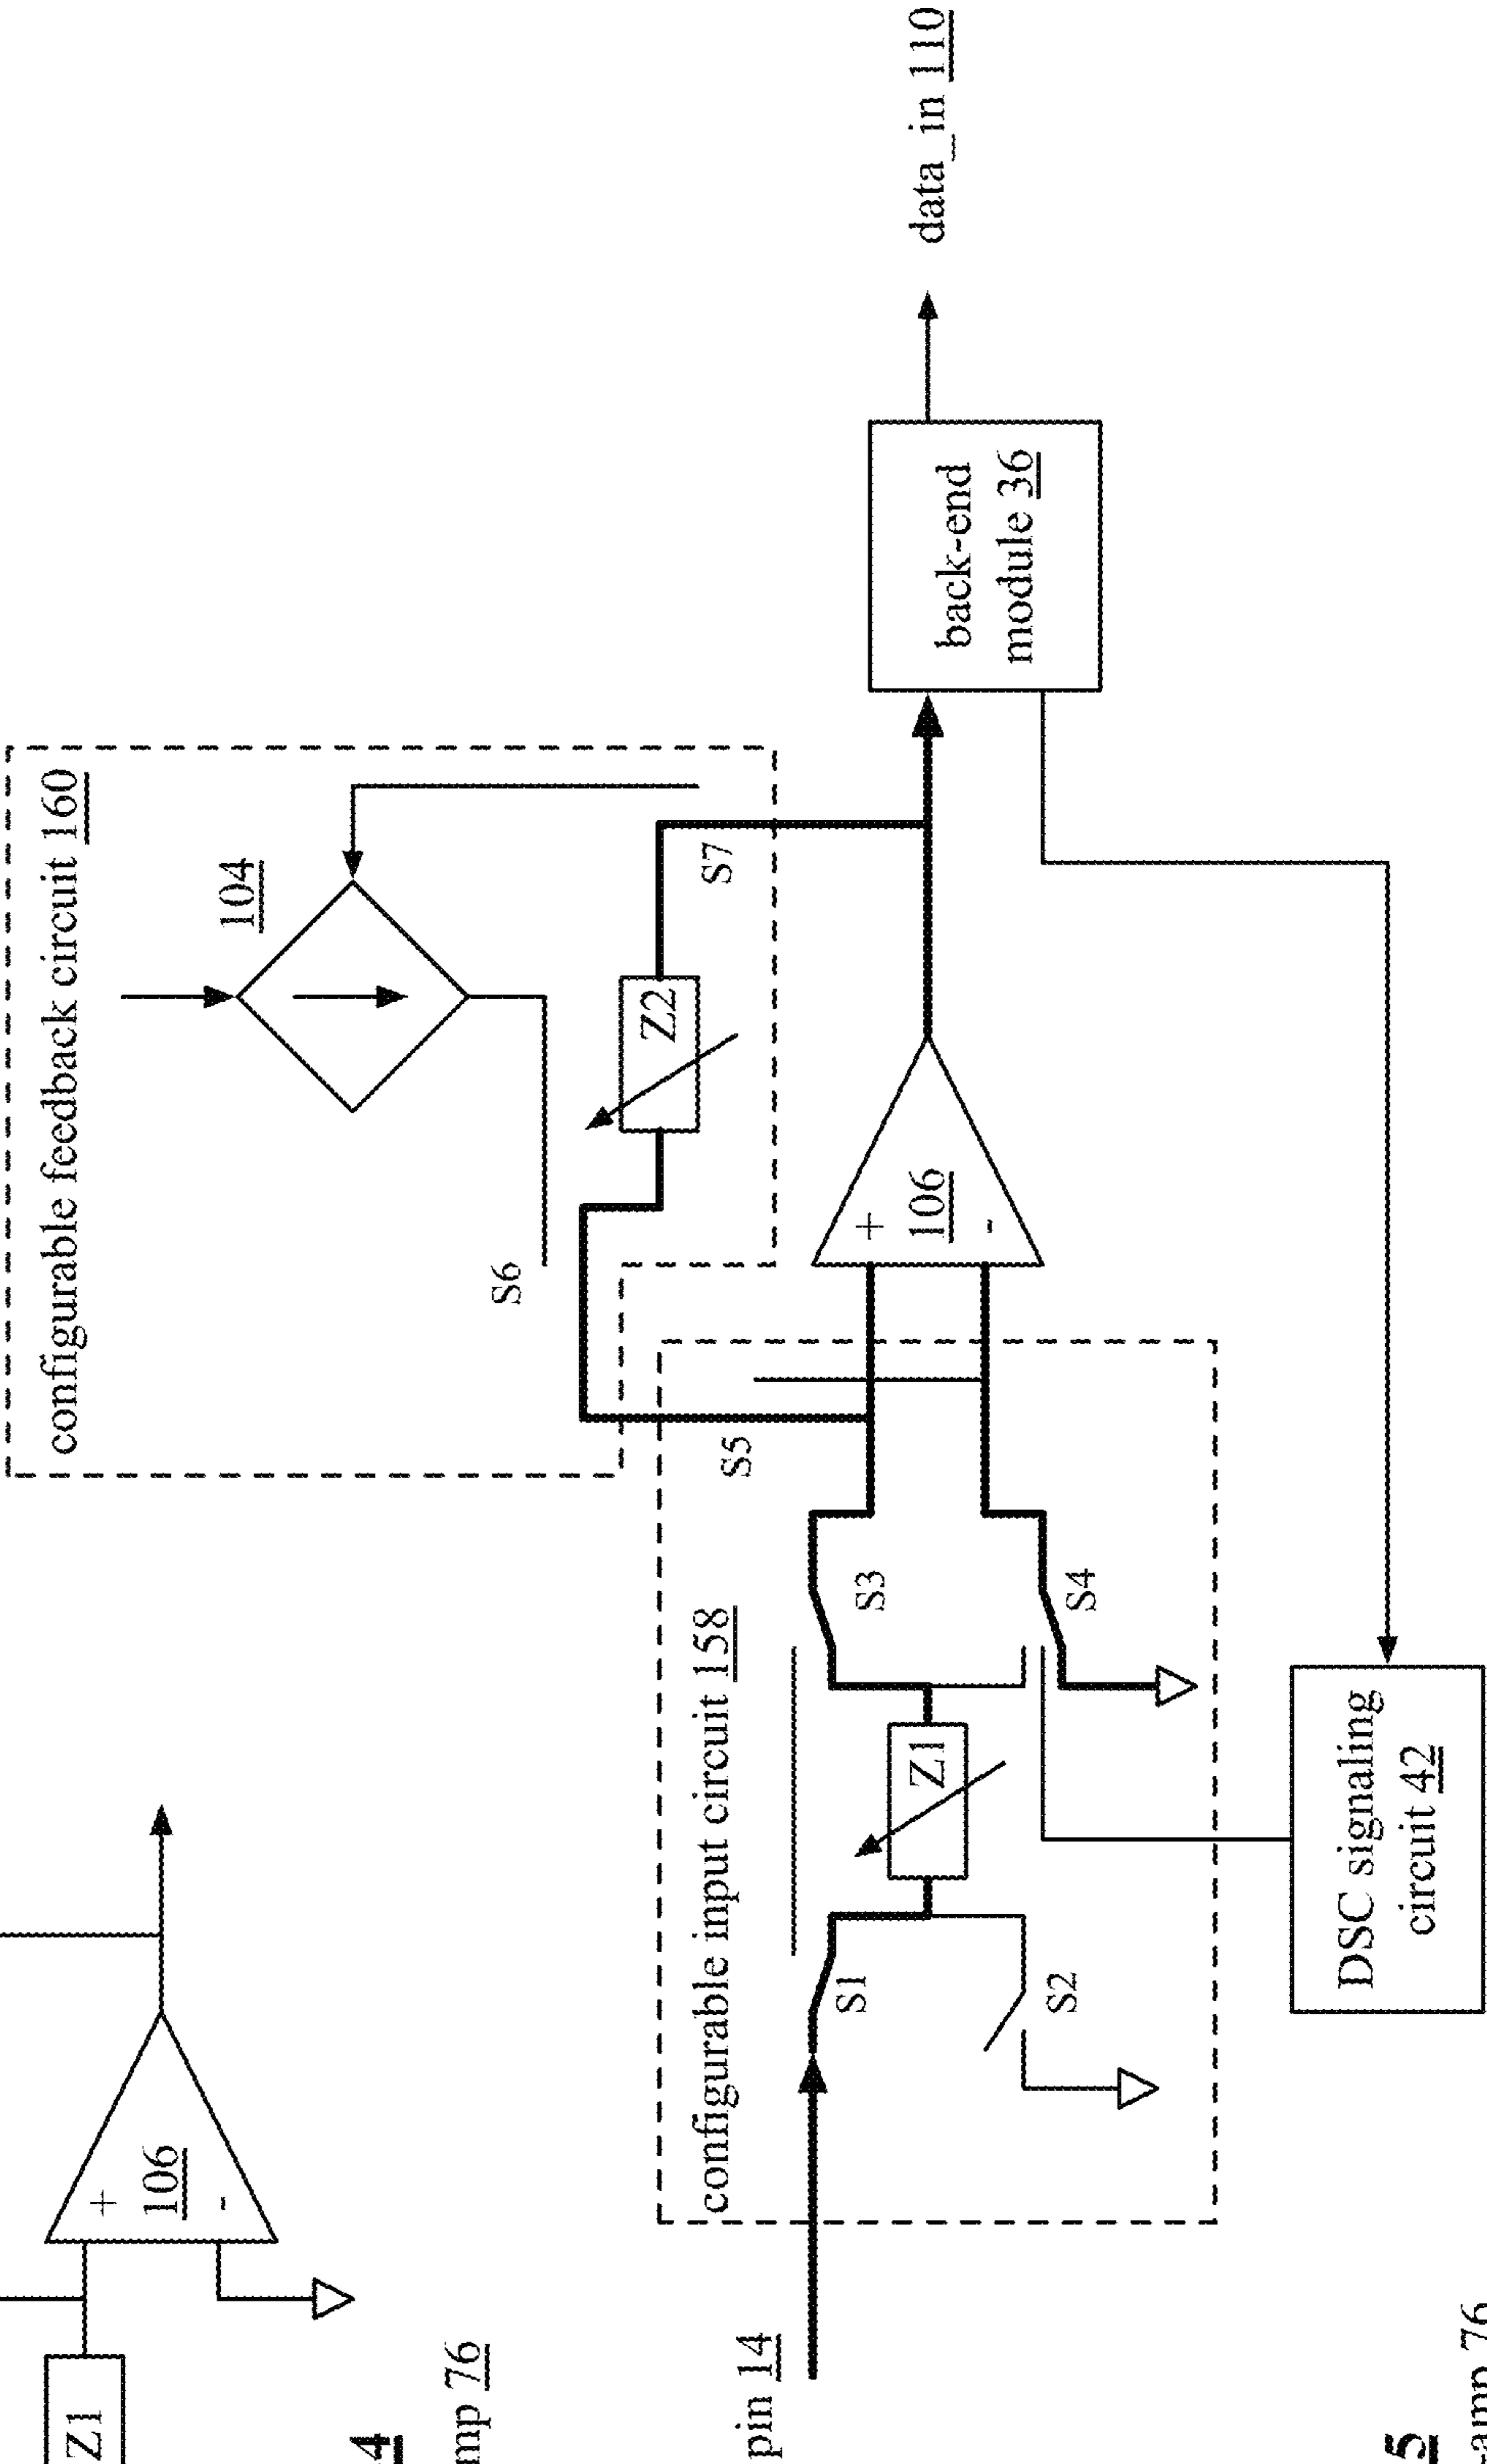 Z1
+
106
-
4
mp 76
configurable feedback circuit 160
104
S6
Z2
S7
S5
configurable input circuit 158
pin 14
S1
S2
Z1
S3
S4
+
106
-
back-end
module 36
data_in 110
DSC signaling
circuit 42
5
-amp 76